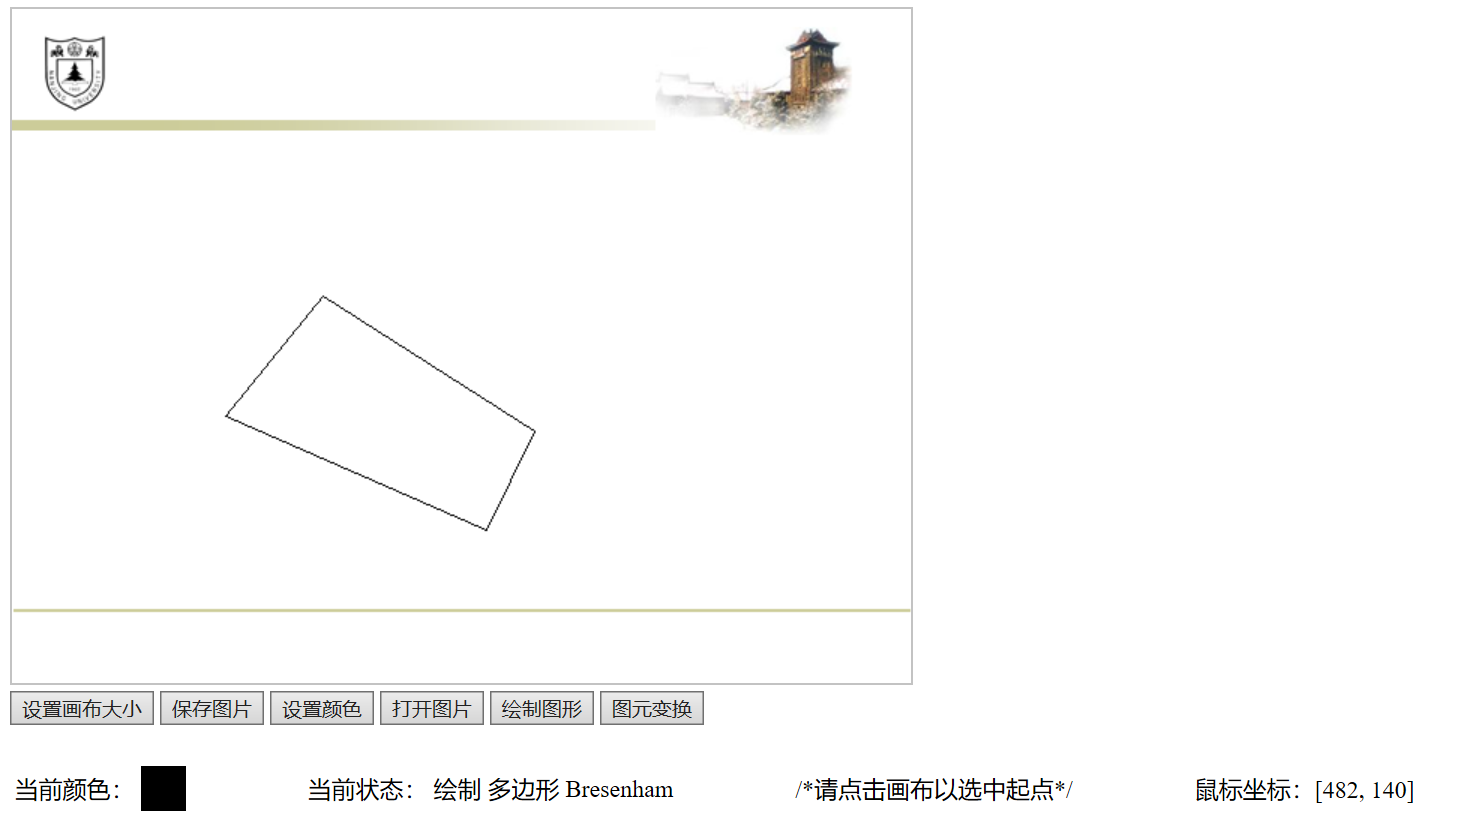 NANJING UNIVERSITY
设置画布大小 保存图片 设置颜色 打开图片 绘制图形 图元变换
当前颜色： 当前状态： 绘制 多边形 Bresenham /*请点击画布以选中起点*/ 鼠标坐标：[482, 140]